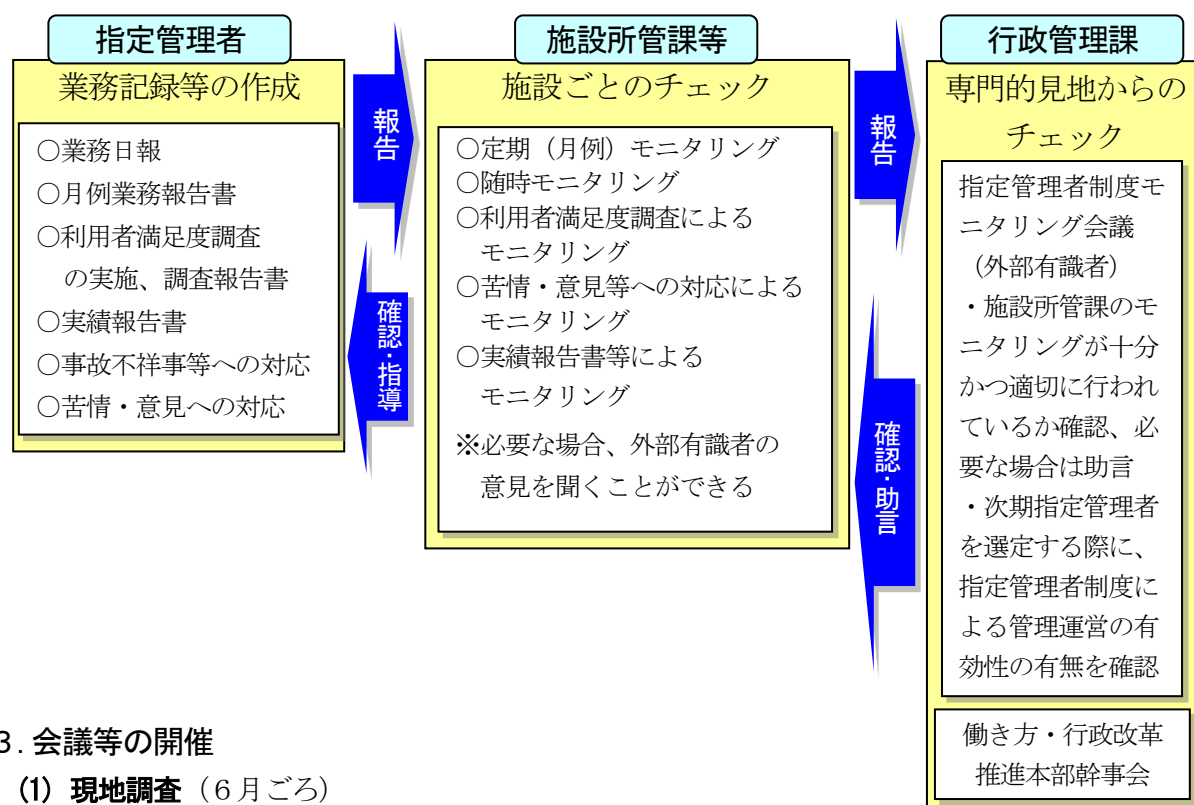 指定管理者
業務記録等の作成
○業務日報
○月例業務報告書
○利用者満足度調査
の実施、調査報告書
○実績報告書
○事故不祥事等への対応
○苦情・意見への対応
報告
確認・指導
施設所管課等
施設ごとのチェック
○定期（月例）モニタリング
○随時モニタリング
○利用者満足度調査による
モニタリング
○苦情・意見等への対応による
モニタリング
○実績報告書等による
モニタリング
※必要な場合、外部有識者の
意見を聞くことができる
報告
確認・助言
行政管理課
専門的見地からの
チェック
指定管理者制度モ
ニタリング会議
（外部有識者）
・施設所管課のモ
ニタリングが十分
かつ適切に行われ
ているか確認、必
要な場合は助言
・次期指定管理者
を選定する際に、
指定管理者制度に
よる管理運営の有
効性の有無を確認
働き方・行政改革
推進本部幹事会
3．会議等の開催
(1) 現地調査（６月ごろ）